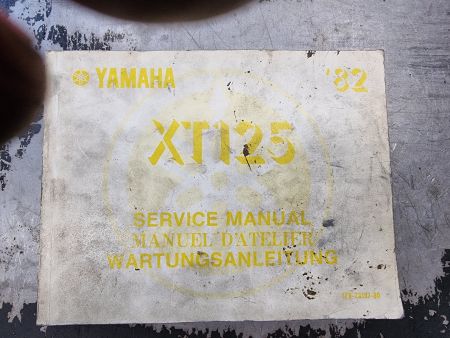 YAMAHA '82
XT125
SERVICE MANUAL
MANUEL D'ATELIER
WARTUNGSANLEITUNG